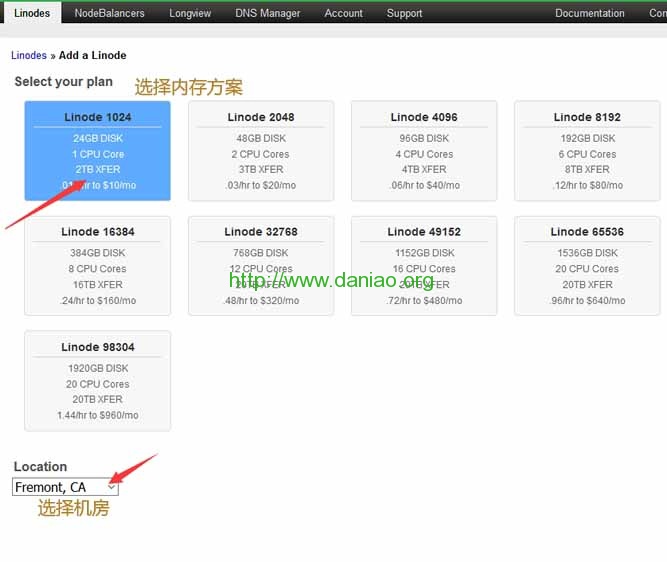 Linodes NodeBalancers Longview DNS Manager Account Support Documentation
Linodes » Add a Linode
Select your plan
选择内存方案
Linode 1024
24GB DISK
1 CPU Core
2TB XFER
/hr to $10/mo
Linode 2048
48GB DISK
2 CPU Cores
3TB XFER
.03/hr to $20/mo
Linode 4096
96GB DISK
4 CPU Cores
4TB XFER
.06/hr to $40/mo
Linode 8192
192GB DISK
6 CPU Cores
8TB XFER
.12/hr to $80/mo
Linode 16384
384GB DISK
8 CPU Cores
16TB XFER
.24/hr to $160/mo
Linode 32768
768GB DISK
12 CPU Cores
20TB XFER
.48/hr to $320/mo
Linode 49152
1152GB DISK
16 CPU Cores
20TB XFER
.72/hr to $480/mo
Linode 65536
1536GB DISK
20 CPU Cores
20TB XFER
.96/hr to $640/mo
http://www.daniao.org
Linode 98304
1920GB DISK
20 CPU Cores
20TB XFER
1.44/hr to $960/mo
Location
Fremont, CA
选择机房